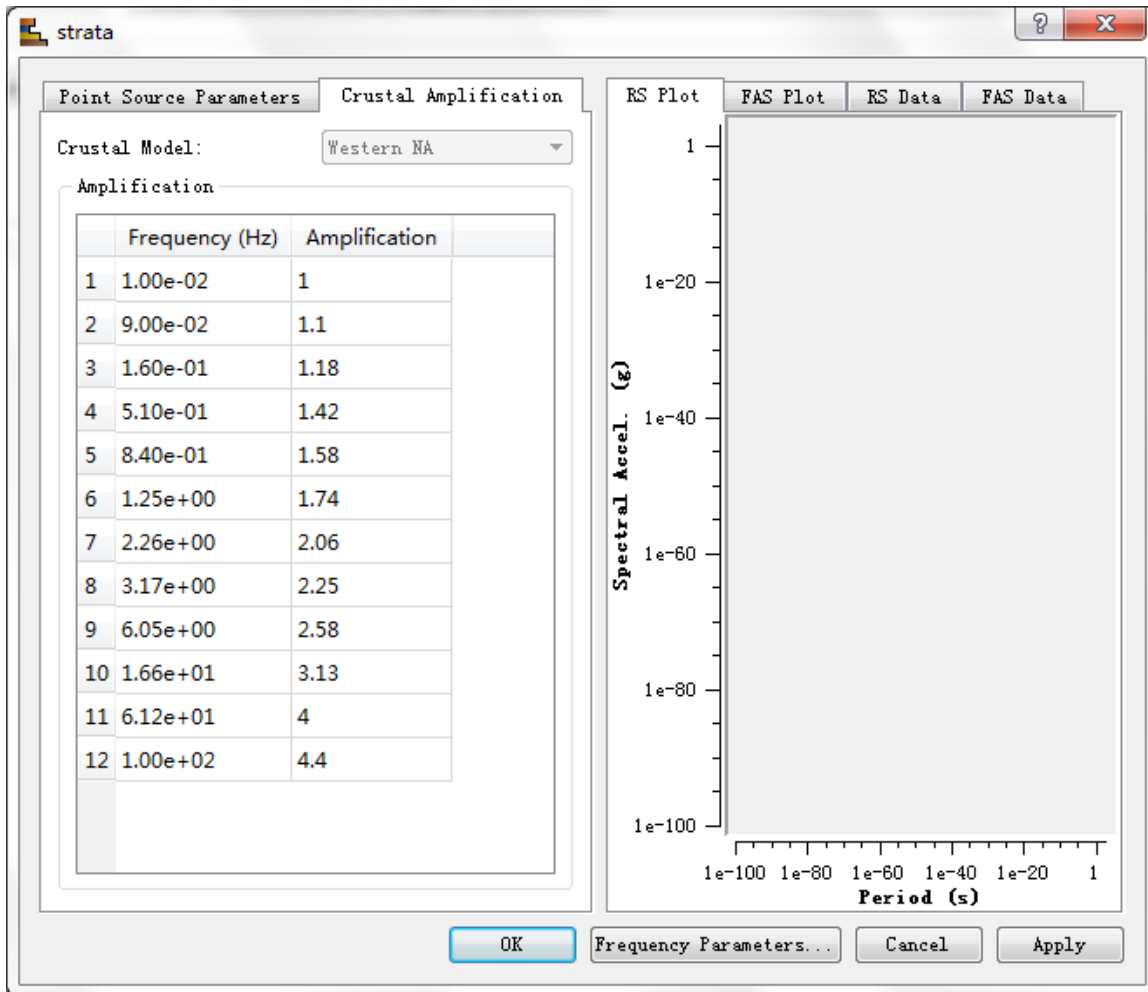 strata
Point Source Parameters
Crustal Amplification
Crustal Model:
Western NA
Amplification
Frequency (Hz) Amplification
1 1.00e-02 1
2 9.00e-02 1.1
3 1.60e-01 1.18
4 5.10e-01 1.42
5 8.40e-01 1.58
6 1.25e+00 1.74
7 2.26e+00 2.06
8 3.17e+00 2.25
9 6.05e+00 2.58
10 1.66e+01 3.13
11 6.12e+01 4
12 1.00e+02 4.4
RS Plot
FAS Plot
RS Data
FAS Data
Spectral Accel. (g)
1
1e-20
1e-40
1e-60
1e-80
1e-100
1e-100 1e-80 1e-60 1e-40 1e-20 1
Period (s)
OK
Frequency Parameters...
Cancel
Apply